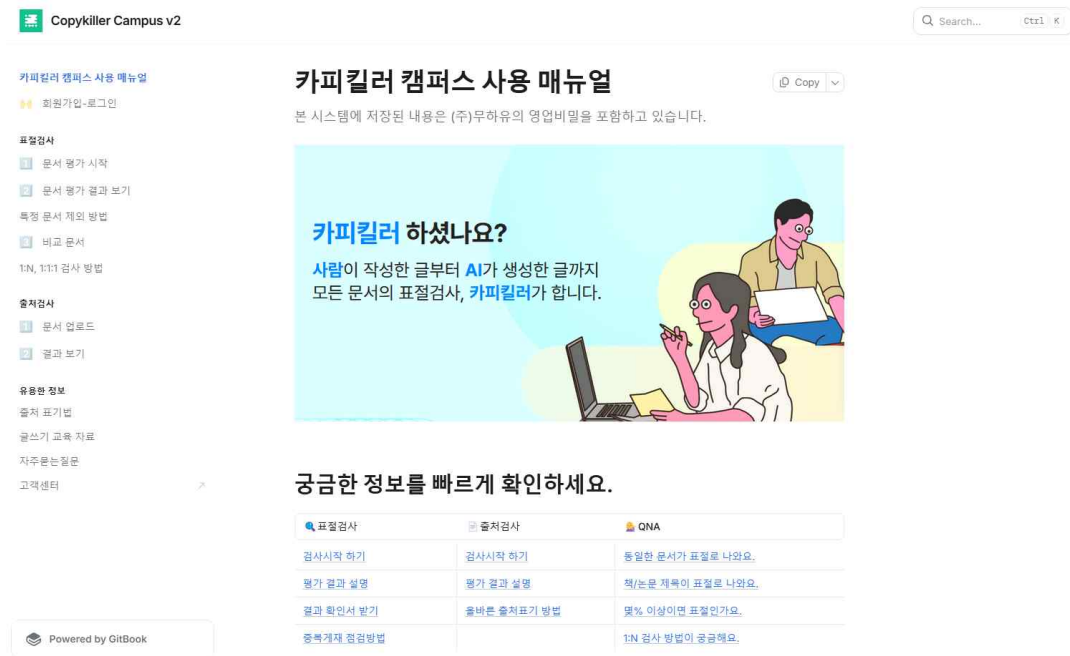 Copykiller Campus v2
Search...
Ctrl K
카피킬러 캠퍼스 사용 매뉴얼
회원가입-로그인
표절검사
1 문서 평가 시작
2 문서 평가 결과 보기
특정 문서 제외 방법
3 비교 문서
1:N, 1:1:1 검사 방법
출처검사
1 문서 업로드
2 결과 보기
유용한 정보
출처 표기법
글쓰기 교육 자료
자주묻는질문
고객센터
Powered by GitBook
카피킬러 캠퍼스 사용 매뉴얼
Copy
본 시스템에 저장된 내용은 (주)무하유의 영업비밀을 포함하고 있습니다.
카피킬러 하셨나요?
사람이 작성한 글부터 AI가 생성한 글까지
모든 문서의 표절검사, 카피킬러가 합니다.
궁금한 정보를 빠르게 확인하세요.
표절검사 출처검사 QNA
검사시작 하기 검사시작 하기 동일한 문서가 표절로 나와요.
평가 결과 설명 평가 결과 설명 책/논문 제목이 표절로 나와요.
결과 확인서 받기 올바른 출처표기 방법 몇% 이상이면 표절인가요.
중복게재 점검방법 1:N 검사 방법이 궁금해요.